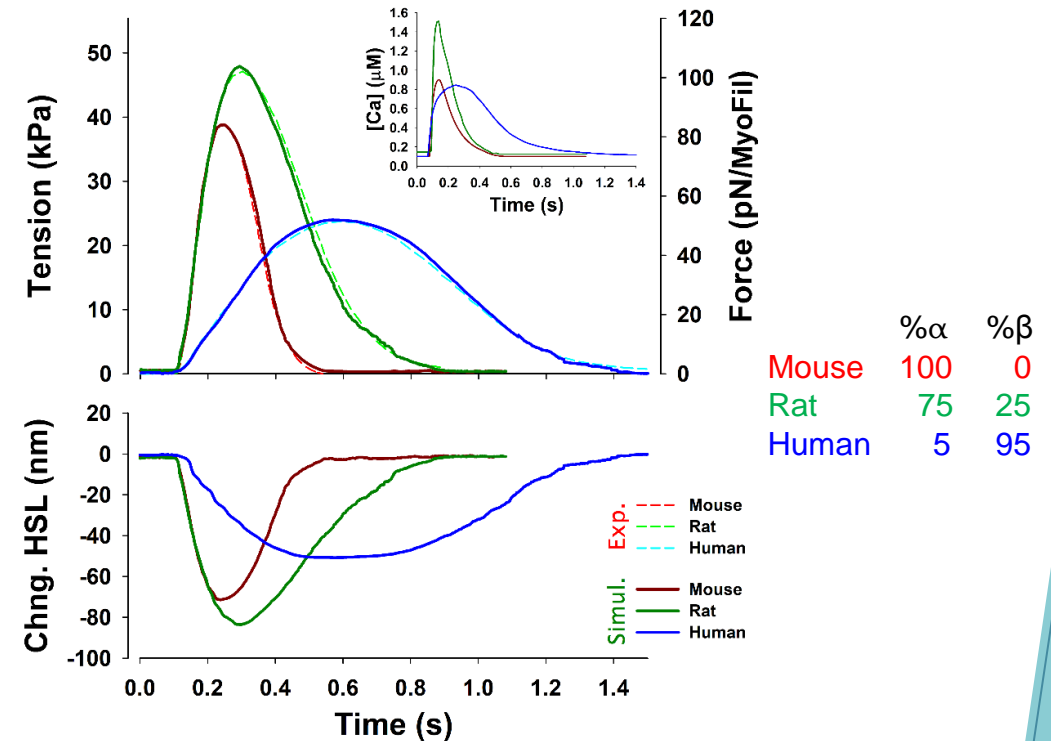 Tension (kPa)
50
40
30
20
10
0
[Ca] (μM)
1.6
1.4
1.2
1.0
0.8
0.6
0.4
0.2
0.0
0.0 0.2 0.4 0.6 0.8 1.0 1.2 1.4
Time (s)
120
100
80
60
40
20
0
Force (pN/MyoFil)
%α %β
Mouse 100 0
Rat 75 25
Human 5 95
Chng. HSL (nm)
20
0
-20
-40
-60
-80
-100
Exp.
Mouse
Rat
Human
Simul.
Mouse
Rat
Human
0.0 0.2 0.4 0.6 0.8 1.0 1.2 1.4
Time (s)